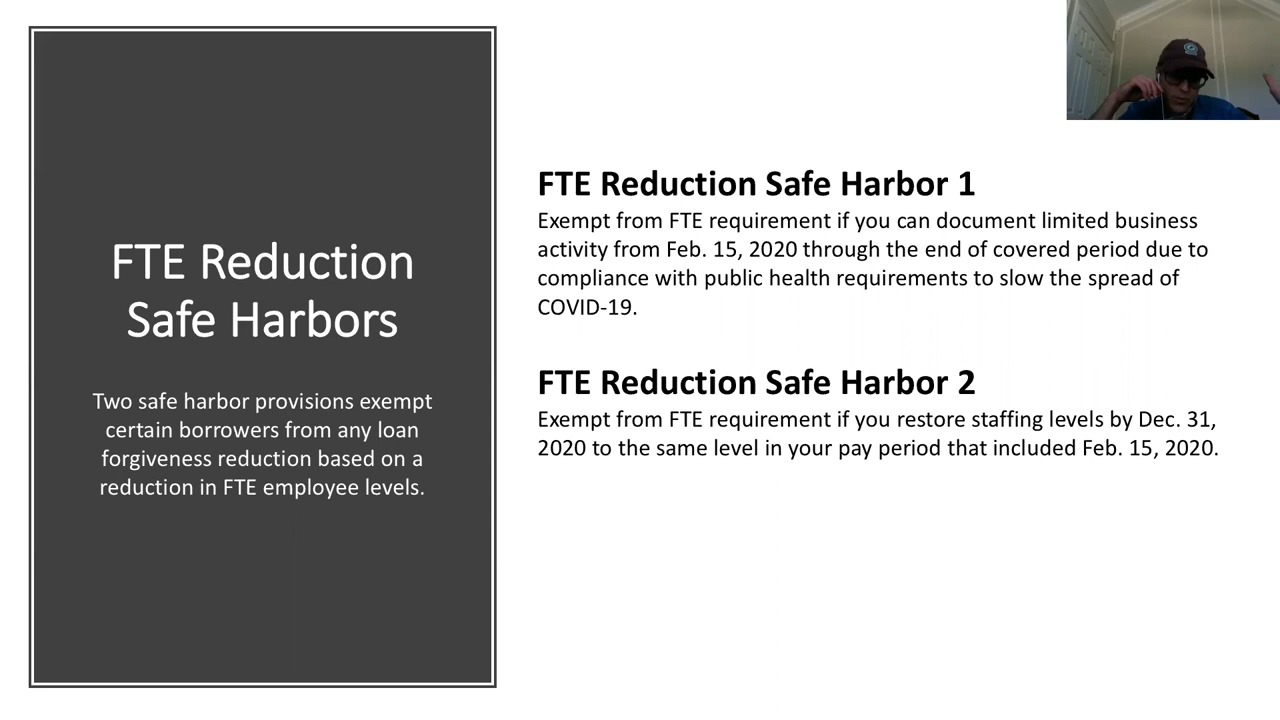 FTE Reduction
Safe Harbors
Two safe harbor provisions exempt
certain borrowers from any loan
forgiveness reduction based on a
reduction in FTE employee levels.
FTE Reduction Safe Harbor 1
Exempt from FTE requirement if you can document limited business
activity from Feb. 15, 2020 through the end of covered period due to
compliance with public health requirements to slow the spread of
COVID-19.
FTE Reduction Safe Harbor 2
Exempt from FTE requirement if you restore staffing levels by Dec. 31,
2020 to the same level in your pay period that included Feb. 15, 2020.